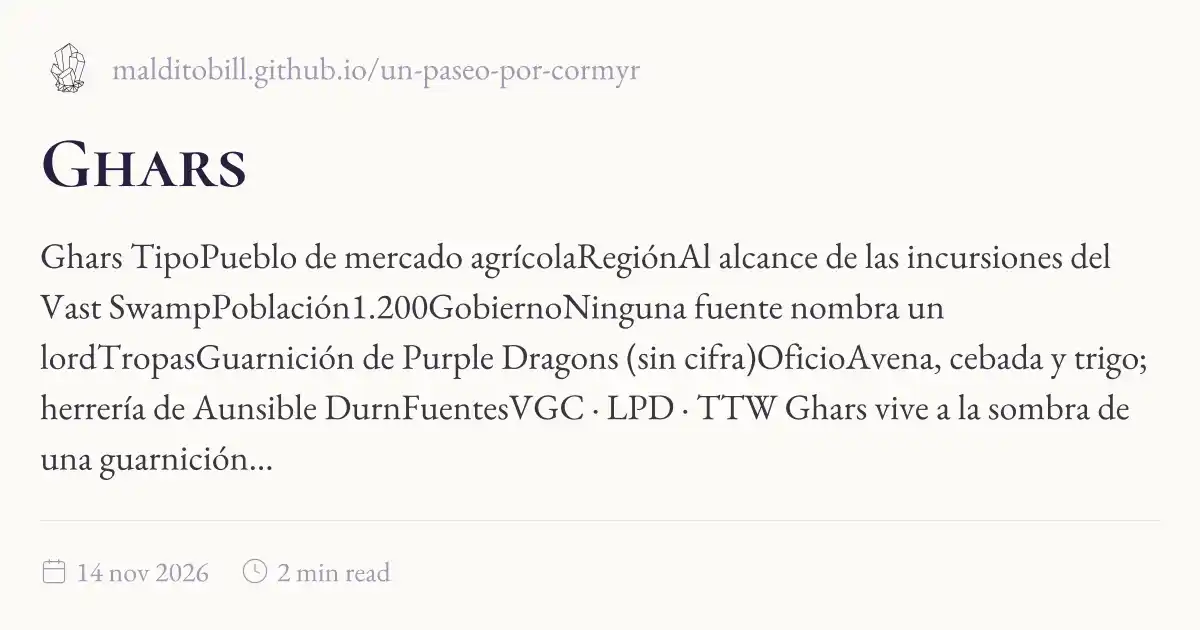 malditobill.github.io/un-paseo-por-cormyr
Ghars
Ghars TipoPueblo de mercado agrícolaRegiónAl alcance de las incursiones del
Vast SwampPoblación1.200GobiernoNinguna fuente nombra un
lordTropasGuarnición de Purple Dragons (sin cifra)OficioAvena, cebada y trigo;
herrería de Aunsible DurnFuentesVGC · LPD · TTW Ghars vive a la sombra de
una guarnición...
14 nov 2026 2 min read